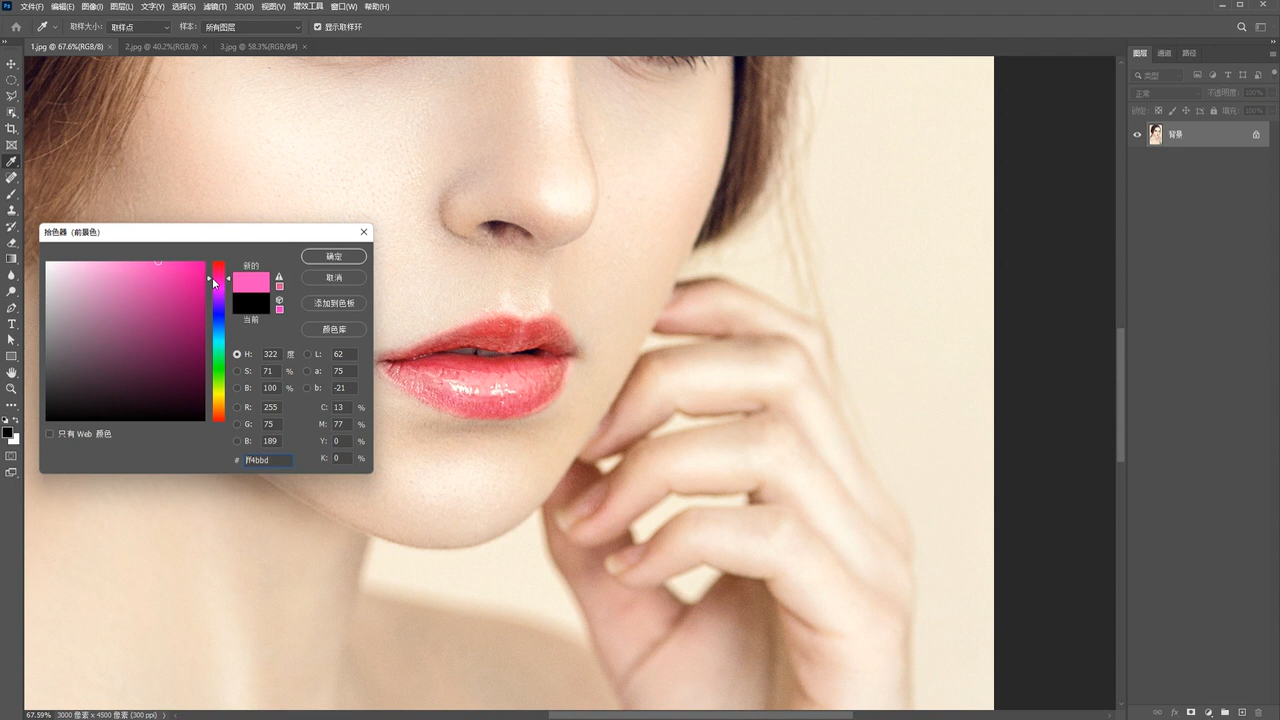 Ps 文件(F) 编辑(E) 图像(I) 图层(L) 文字(Y) 选择(S) 滤镜(T) 3D(D) 视图(V) 增效工具 窗口(W) 帮助(H)
取样大小: 取样点 样本: 所有图层 显示取样环
1.jpg @ 67.6%(RGB/8) × 2.jpg @ 40.2%(RGB/8) × 3.jpg @ 58.3%(RGB/8#) ×
图层 通道 路径
类型
正常 不透明度: 100%
锁定: 填充: 100%
背景
拾色器（前景色）
新的
当前
确定
取消
添加到色板
颜色库
H: 322 度 L: 62
S: 71 % a: 75
B: 100 % b: -21
R: 255 C: 13 %
G: 75 M: 77 %
B: 189 Y: 0 %
# ff4bbd K: 0 %
只有 Web 颜色
67.59% 3000 像素 x 4500 像素 (300 ppi)